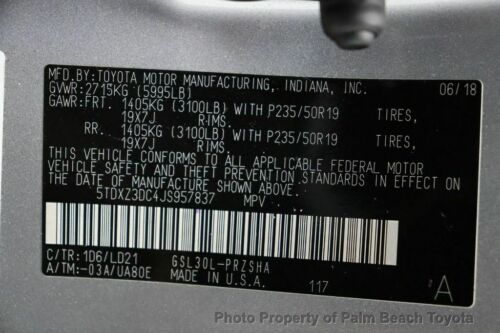 MFD.BY:TOYOTA MOTOR MANUFACTURING, INDIANA, INC. 06/18
GVWR:2715KG (5995LB)
GAWR:FRT. 1405KG (3100LB) WITH P235/50R19 TIRES,
19X7J RIMS.
RR. 1405KG (3100LB) WITH P235/50R19 TIRES,
19X7J RIMS.
THIS VEHICLE CONFORMS TO ALL APPLICABLE FEDERAL MOTOR
VEHICLE SAFETY AND THEFT PREVENTION STANDARDS IN EFFECT
ON THE DATE OF MANUFACTURE SHOWN ABOVE.
5TDXZ3DC4JS957837 MPV
C/TR: 1D6/LD21 GSL30L-PRZSHA
A/TM: -03A/UA80E MADE IN U.S.A. 117 A
Photo Property of Palm Beach Toyota